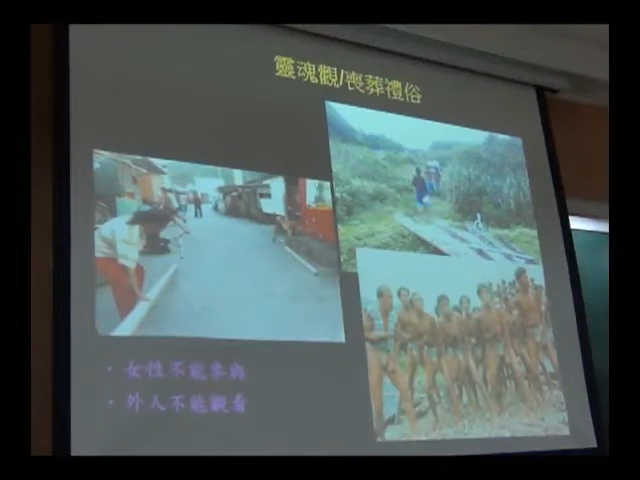 靈魂觀/喪葬禮俗
• 女性不能參與
• 外人不能觀看